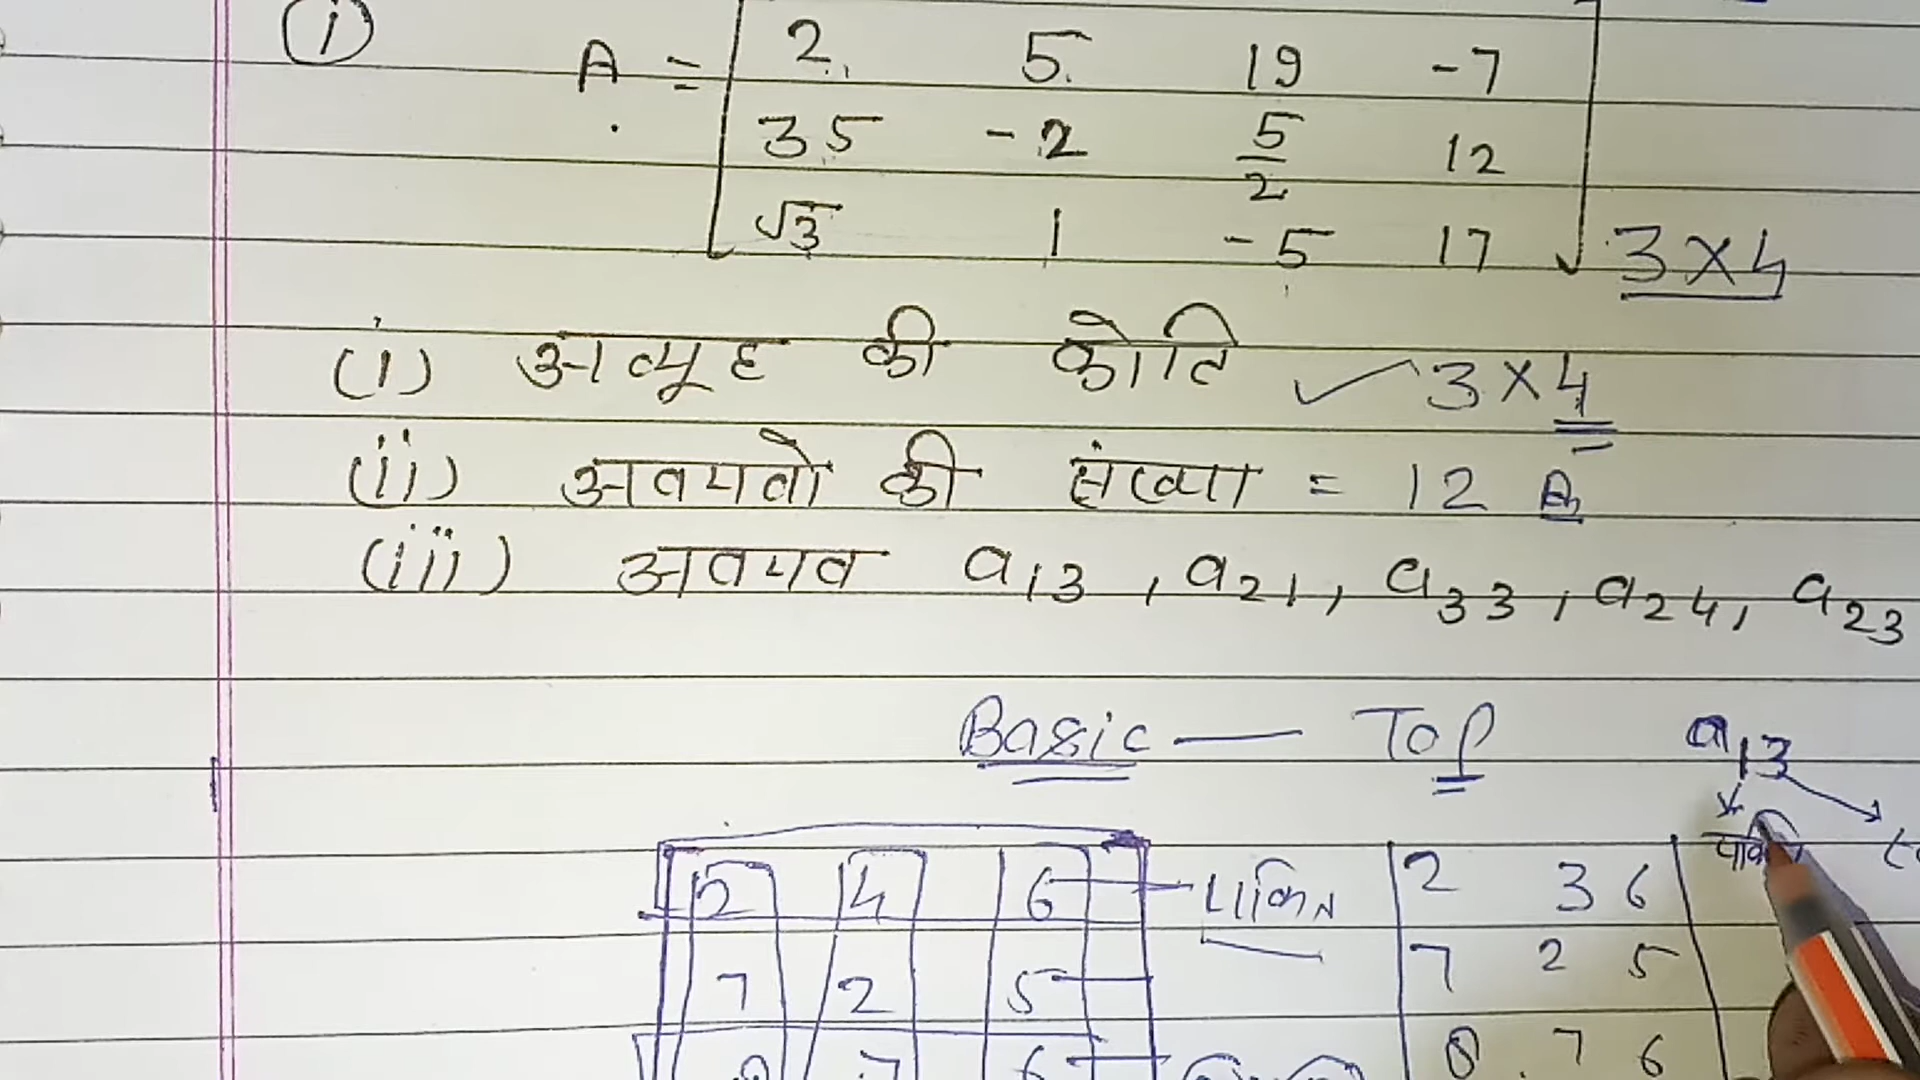 (i)
A = 2 5 19 -7
35 -2 5/2 12
√3 1 -5 17 3×4
(i) आव्यूह की कोटि ✓ 3×4
(ii) अवयवो की संख्या = 12
(iii) अवयव a13 , a21, a33 , a24, a23
Basic — Top a13
2 4 6 2 3 6
7 2 5 7 2 5
7 6 8 7 6